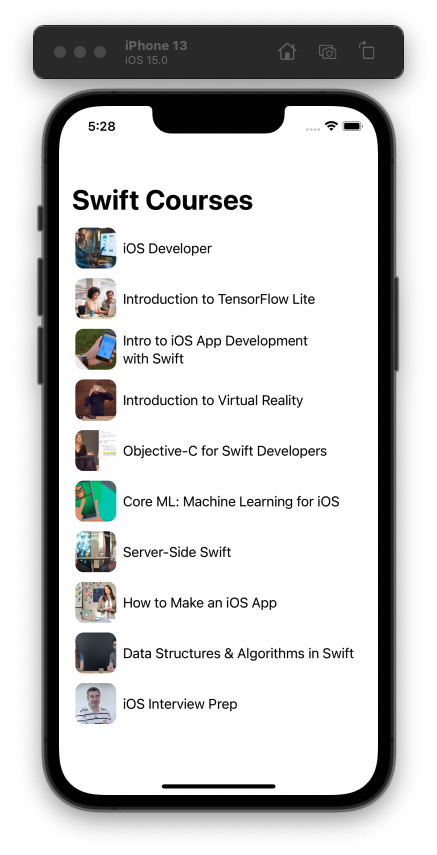 iPhone 13
iOS 15.0
5:28
Swift Courses
iOS Developer
Introduction to TensorFlow Lite
Intro to iOS App Development
with Swift
Introduction to Virtual Reality
Objective-C for Swift Developers
Core ML: Machine Learning for iOS
Server-Side Swift
How to Make an iOS App
Data Structures & Algorithms in Swift
iOS Interview Prep